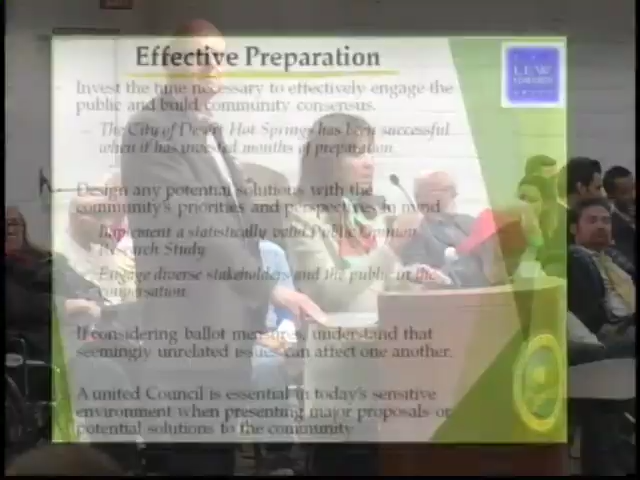 Effective Preparation
LEW
EDWARDS
Invest the time necessary to effectively engage the
public and build community consensus.
The City of Desert Hot Springs has been successful
when it has invested months of preparation.
Design any potential solutions with the
community's priorities and perspectives in mind
Implement a statistically valid Public Opinion
Research Study
Engage diverse stakeholders and the public in the
conversation.
If considering ballot measures, understand that
seemingly unrelated issues can affect one another.
A united Council is essential in today's sensitive
environment when presenting major proposals or
potential solutions to the community